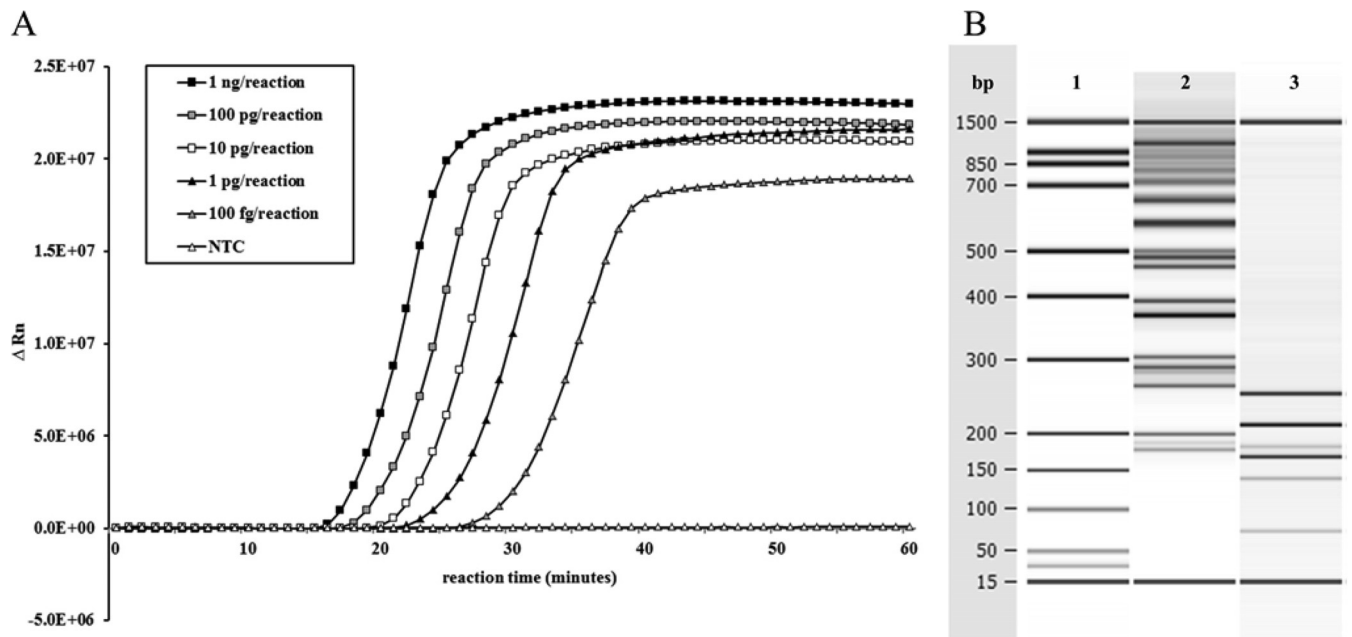 A
2.5E+07
2.0E+07
1.5E+07
1.0E+07
5.0E+06
0.0E+00
-5.0E+06
Δ Rn
1 ng/reaction
100 pg/reaction
10 pg/reaction
1 pg/reaction
100 fg/reaction
NTC
0 10 20 30 40 50 60
reaction time (minutes)
B
bp 1 2 3
1500
850
700
500
400
300
200
150
100
50
15